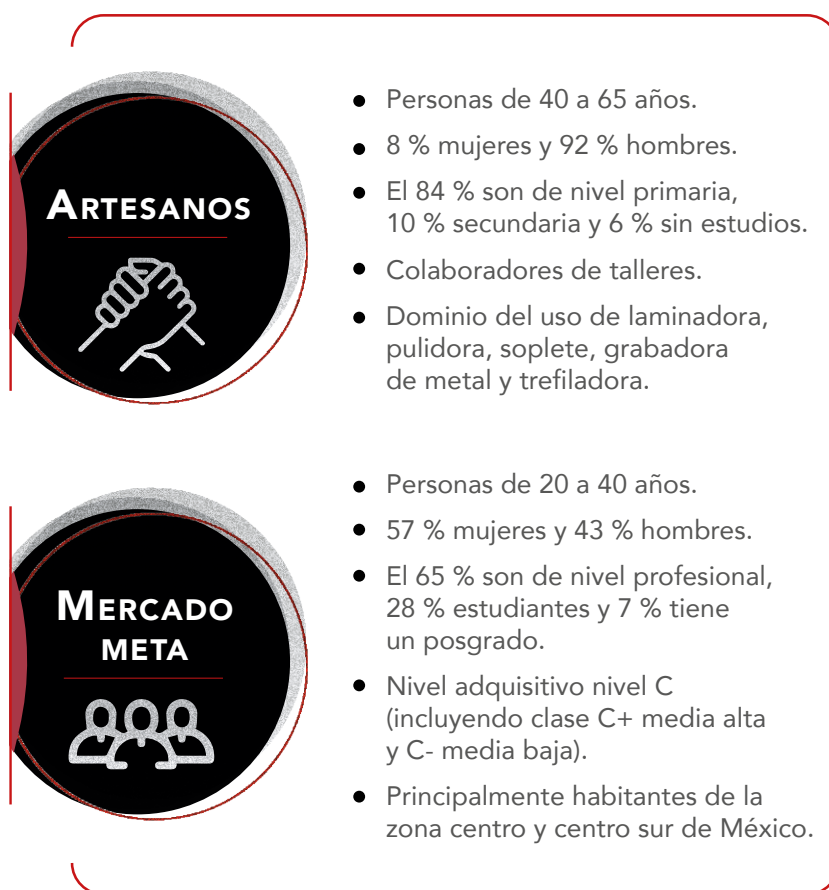 ARTESANOS
● Personas de 40 a 65 años.
● 8 % mujeres y 92 % hombres.
● El 84 % son de nivel primaria,
10 % secundaria y 6 % sin estudios.
● Colaboradores de talleres.
● Dominio del uso de laminadora,
pulidora, soplete, grabadora
de metal y trefiladora.
MERCADO
META
● Personas de 20 a 40 años.
● 57 % mujeres y 43 % hombres.
● El 65 % son de nivel profesional,
28 % estudiantes y 7 % tiene
un posgrado.
● Nivel adquisitivo nivel C
(incluyendo clase C+ media alta
y C- media baja).
● Principalmente habitantes de la
zona centro y centro sur de México.